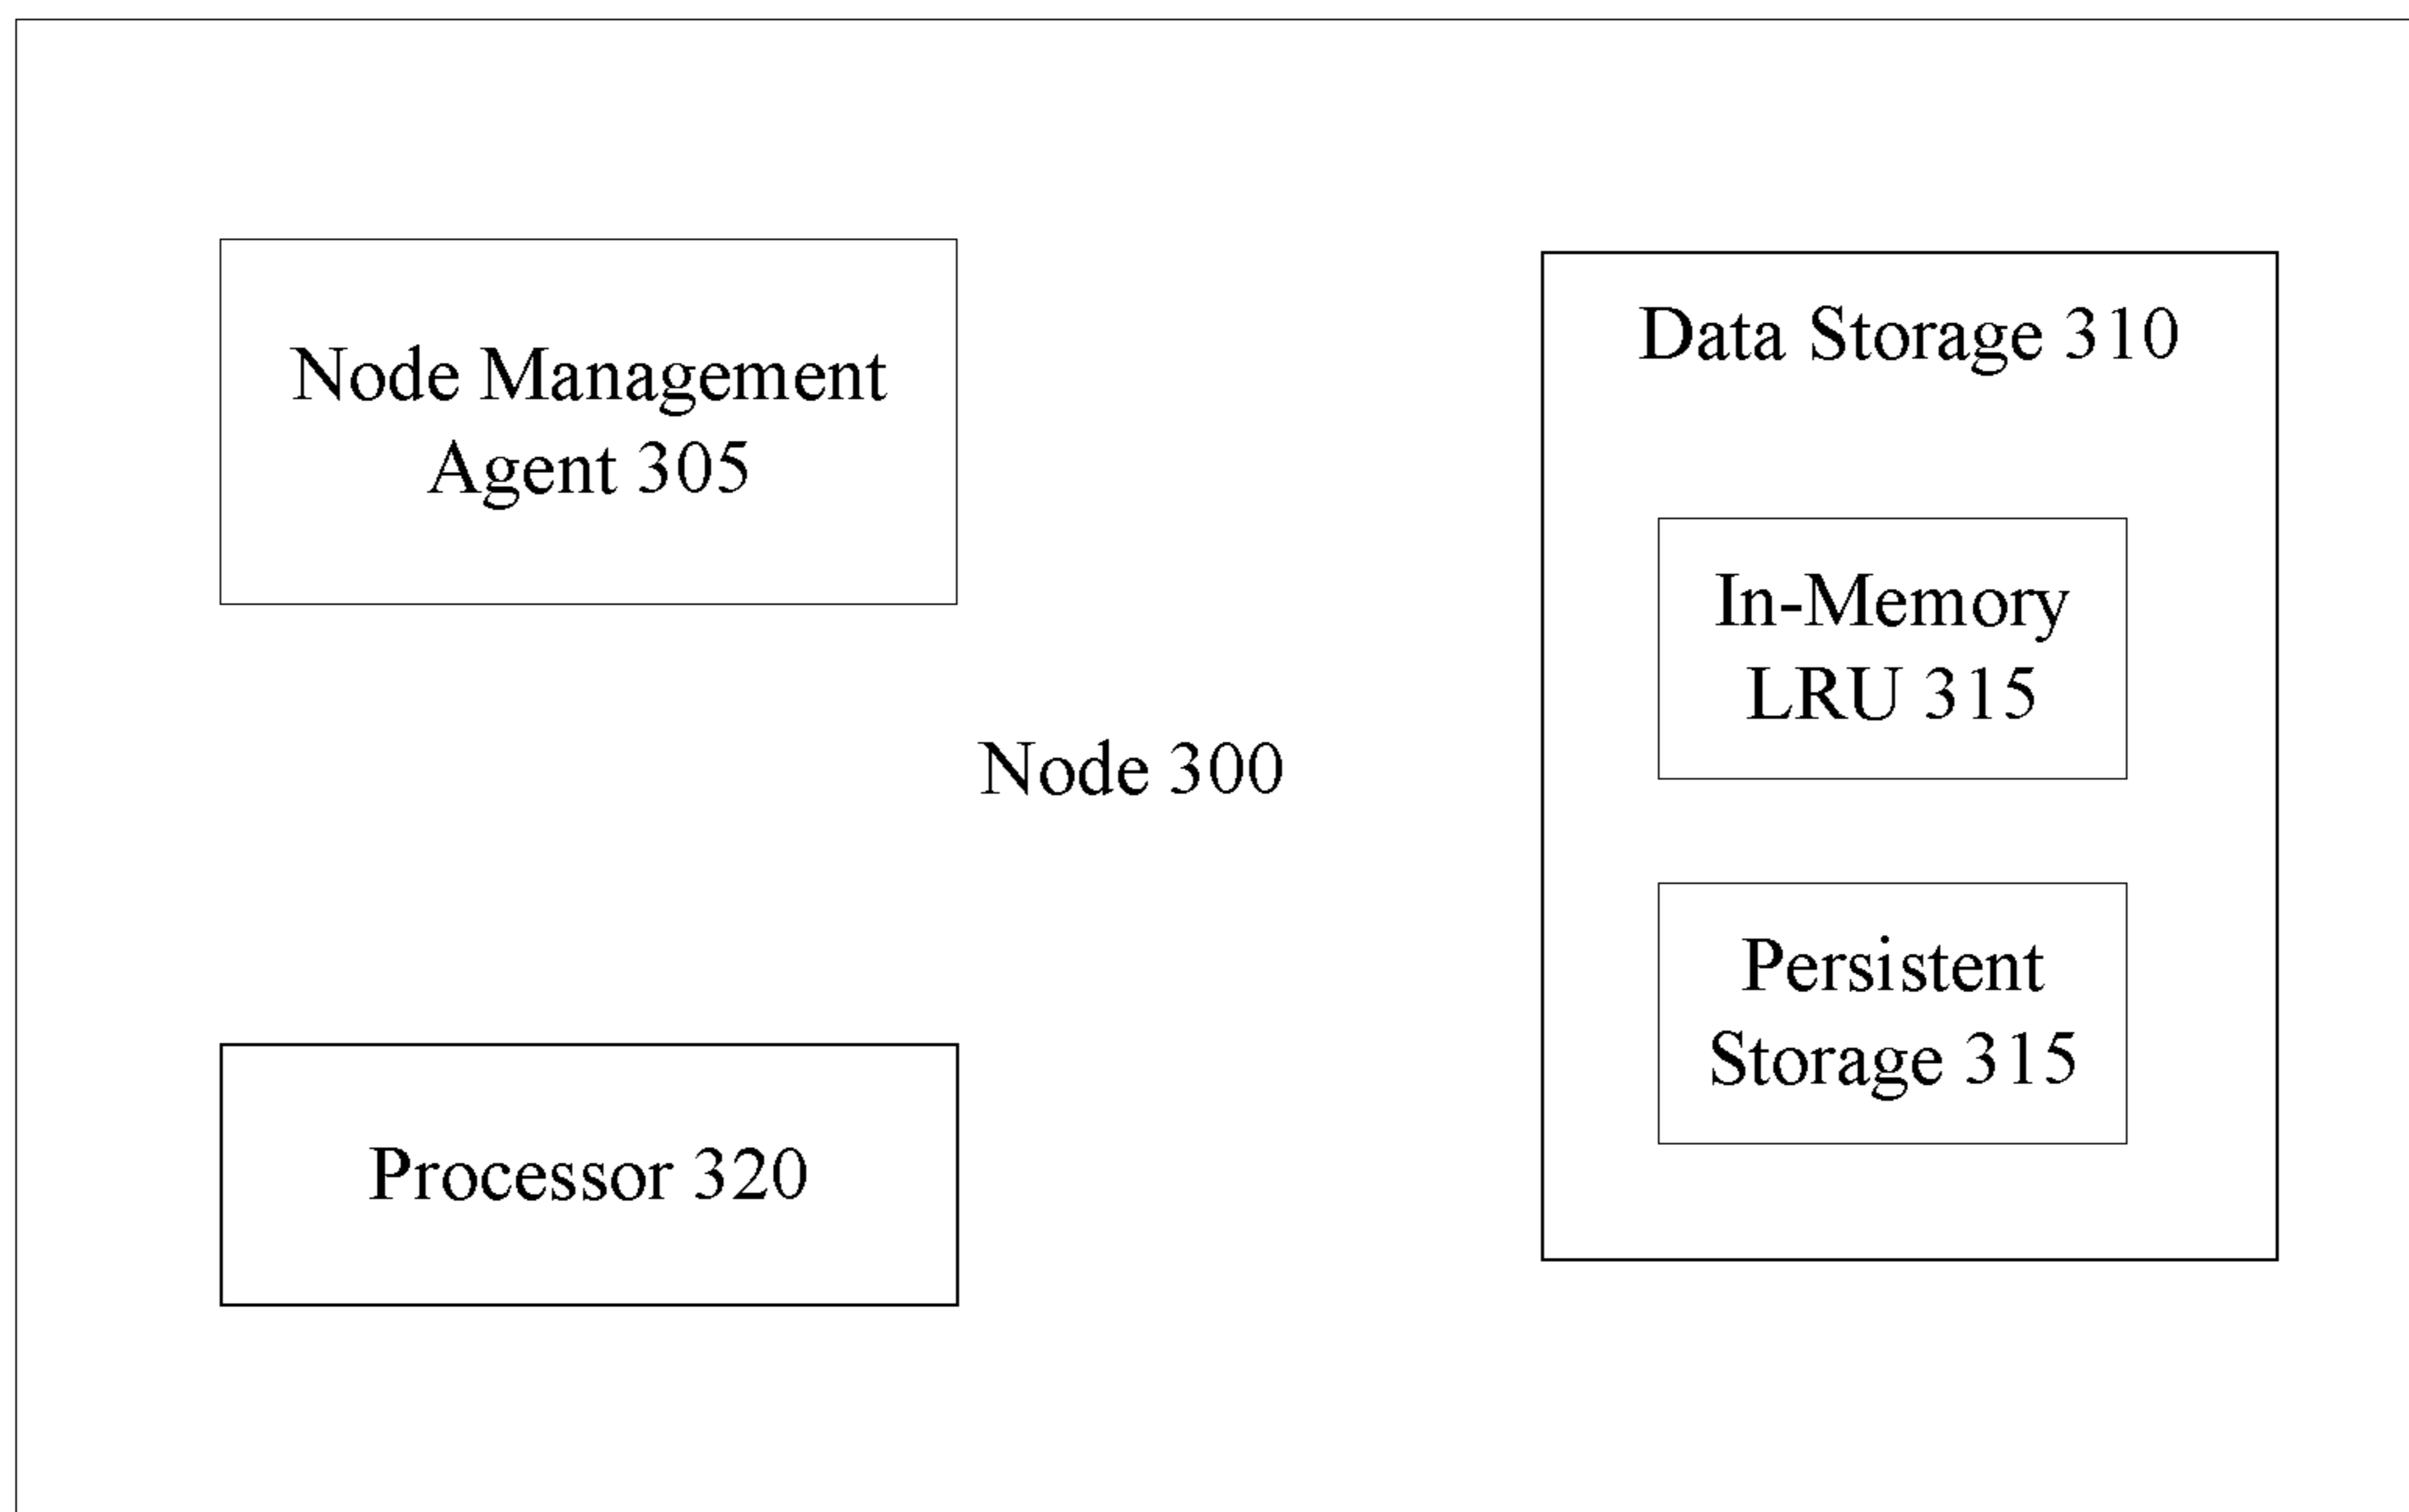 Node Management
Agent 305
Data Storage 310
In-Memory
LRU 315
Node 300
Persistent
Storage 315
Processor 320